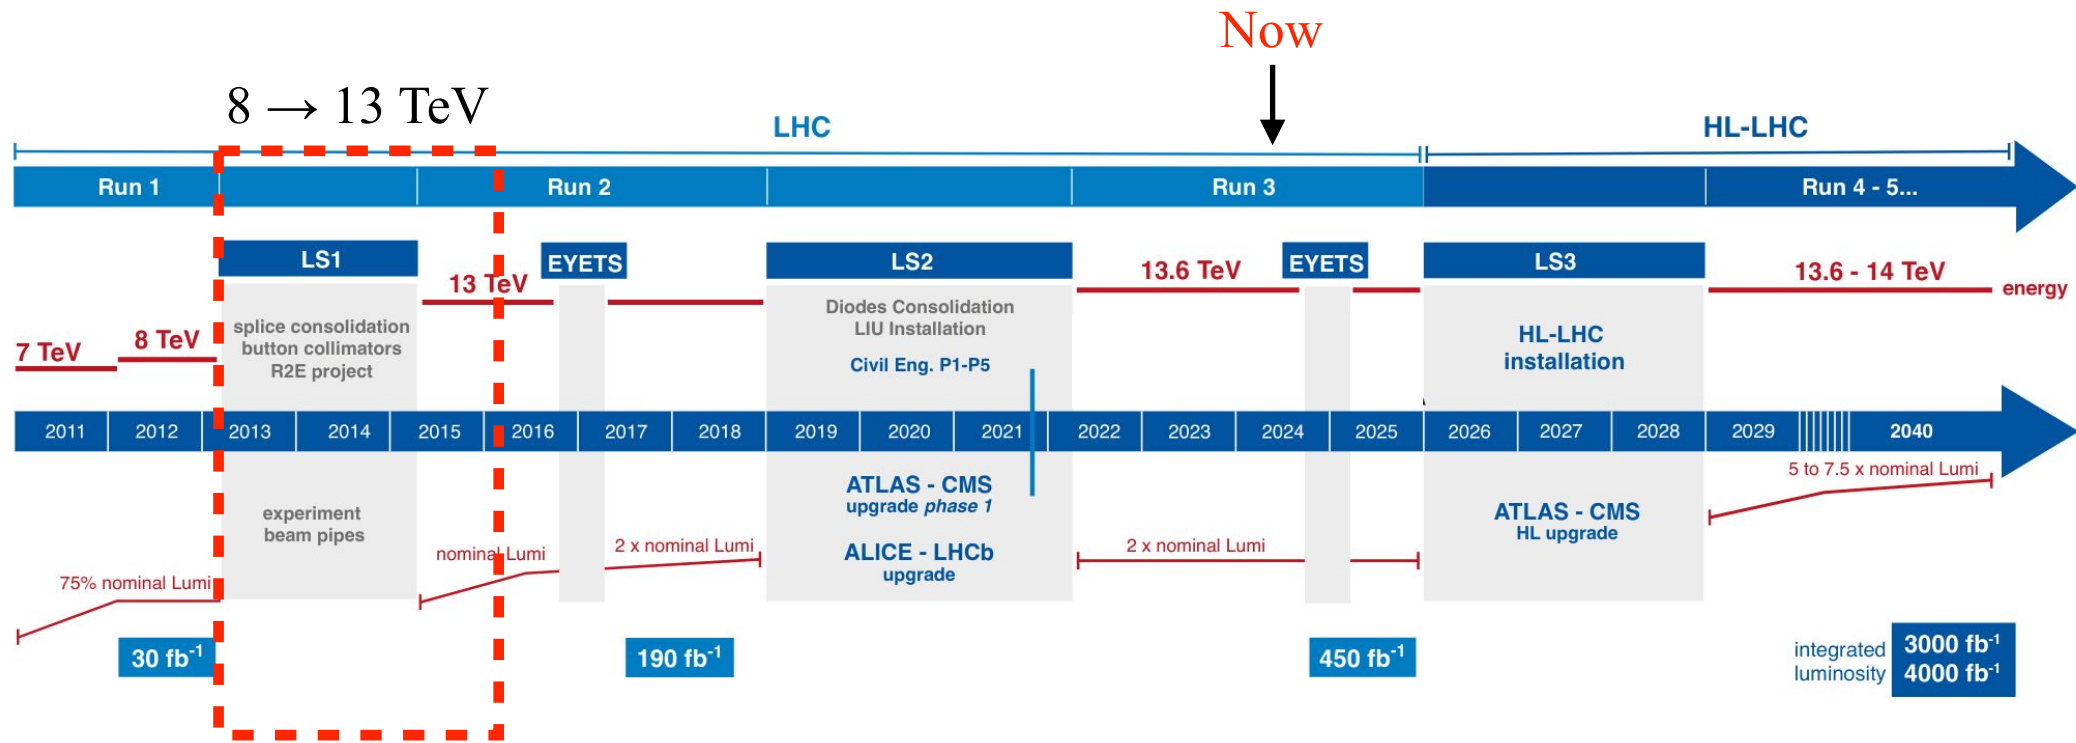 Now
8 → 13 TeV
LHC
HL-LHC
Run 1
Run 2
Run 3
Run 4 - 5...
LS1
EYETS
LS2
EYETS
LS3
13 TeV
13.6 TeV
13.6 - 14 TeV
energy
7 TeV
8 TeV
splice consolidation
button collimators
R2E project
Diodes Consolidation
LIU Installation
Civil Eng. P1-P5
HL-LHC
installation
2011 2012 2013 2014 2015 2016 2017 2018 2019 2020 2021 2022 2023 2024 2025 2026 2027 2028 2029 2040
experiment
beam pipes
ATLAS - CMS
upgrade phase 1
ALICE - LHCb
upgrade
ATLAS - CMS
HL upgrade
5 to 7.5 x nominal Lumi
75% nominal Lumi
nominal Lumi
2 x nominal Lumi
2 x nominal Lumi
30 fb-1
190 fb-1
450 fb-1
integrated
luminosity
3000 fb-1
4000 fb-1